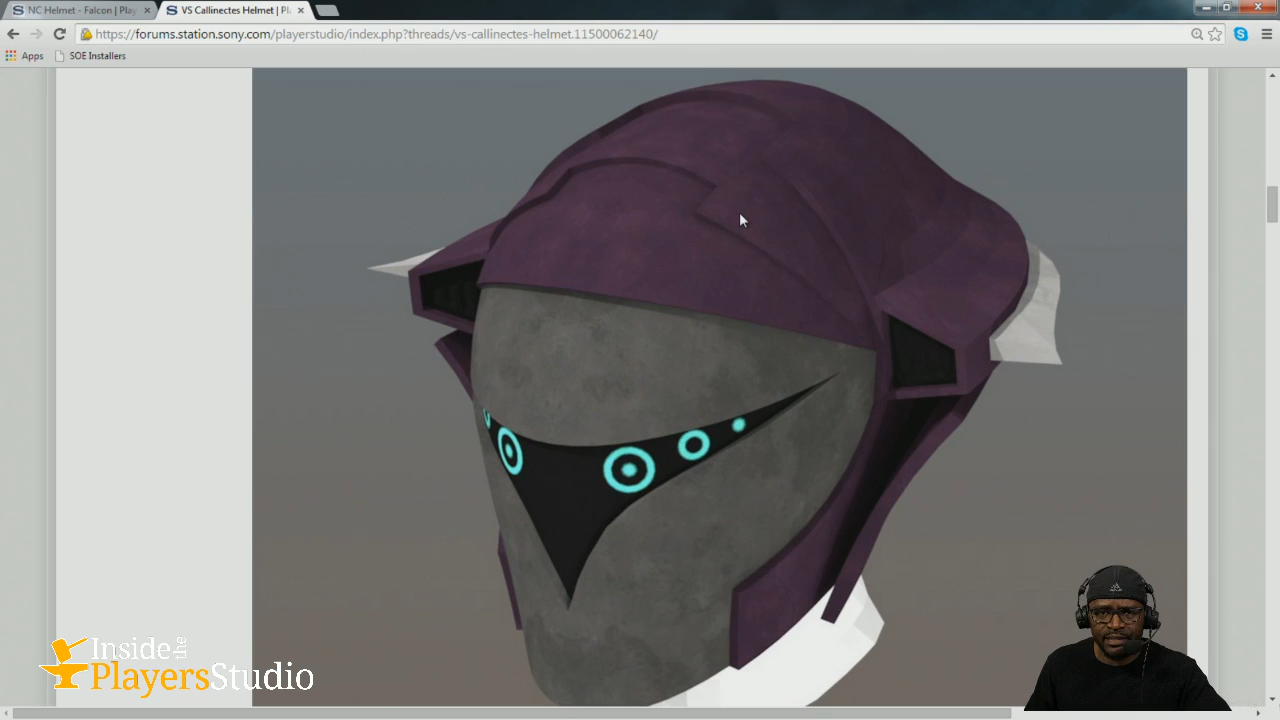 NC Helmet - Falcon | Play
VS Callinectes Helmet | Pl
https://forums.station.sony.com/playerstudio/index.php?threads/vs-callinectes-helmet.11500062140/
Apps
SOE Installers
Inside the
PlayersStudio